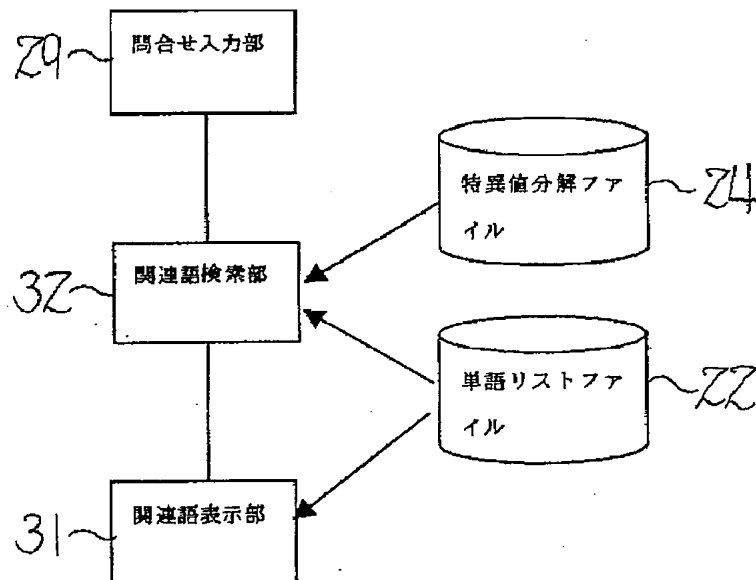 29
問合せ入力部
特異値分解ファ
イル
24
32
関連語検索部
単語リストファ
イル
22
31
関連語表示部